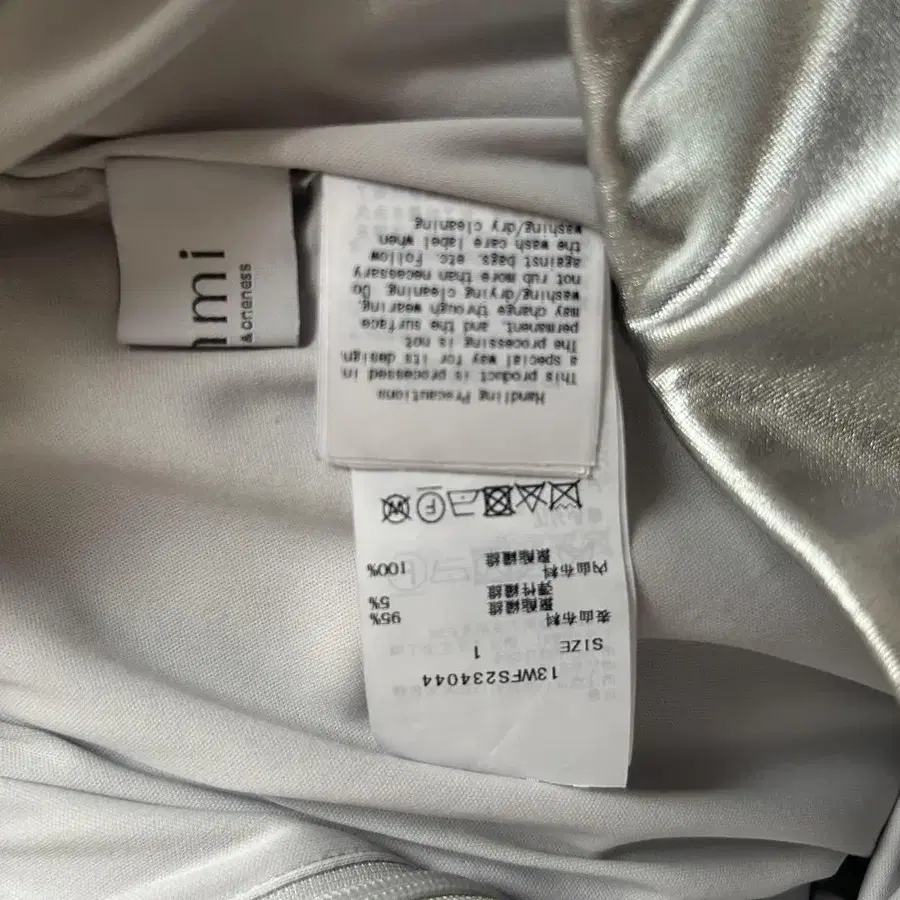 mmi
& oneness
Handling Precautions
This product is processed in
a special way for its design.
The processing is not
permanent, and the surface
may change through wearing,
washing/drying cleaning. Do
not rub more than necessary
against bags, etc. Follow
the wash care label when
washing/dry cleaning
13WFS234044
SIZE 1
表面布料
聚酯纖維 95%
彈性纖維 5%
內面布料
聚酯纖維 100%
W F